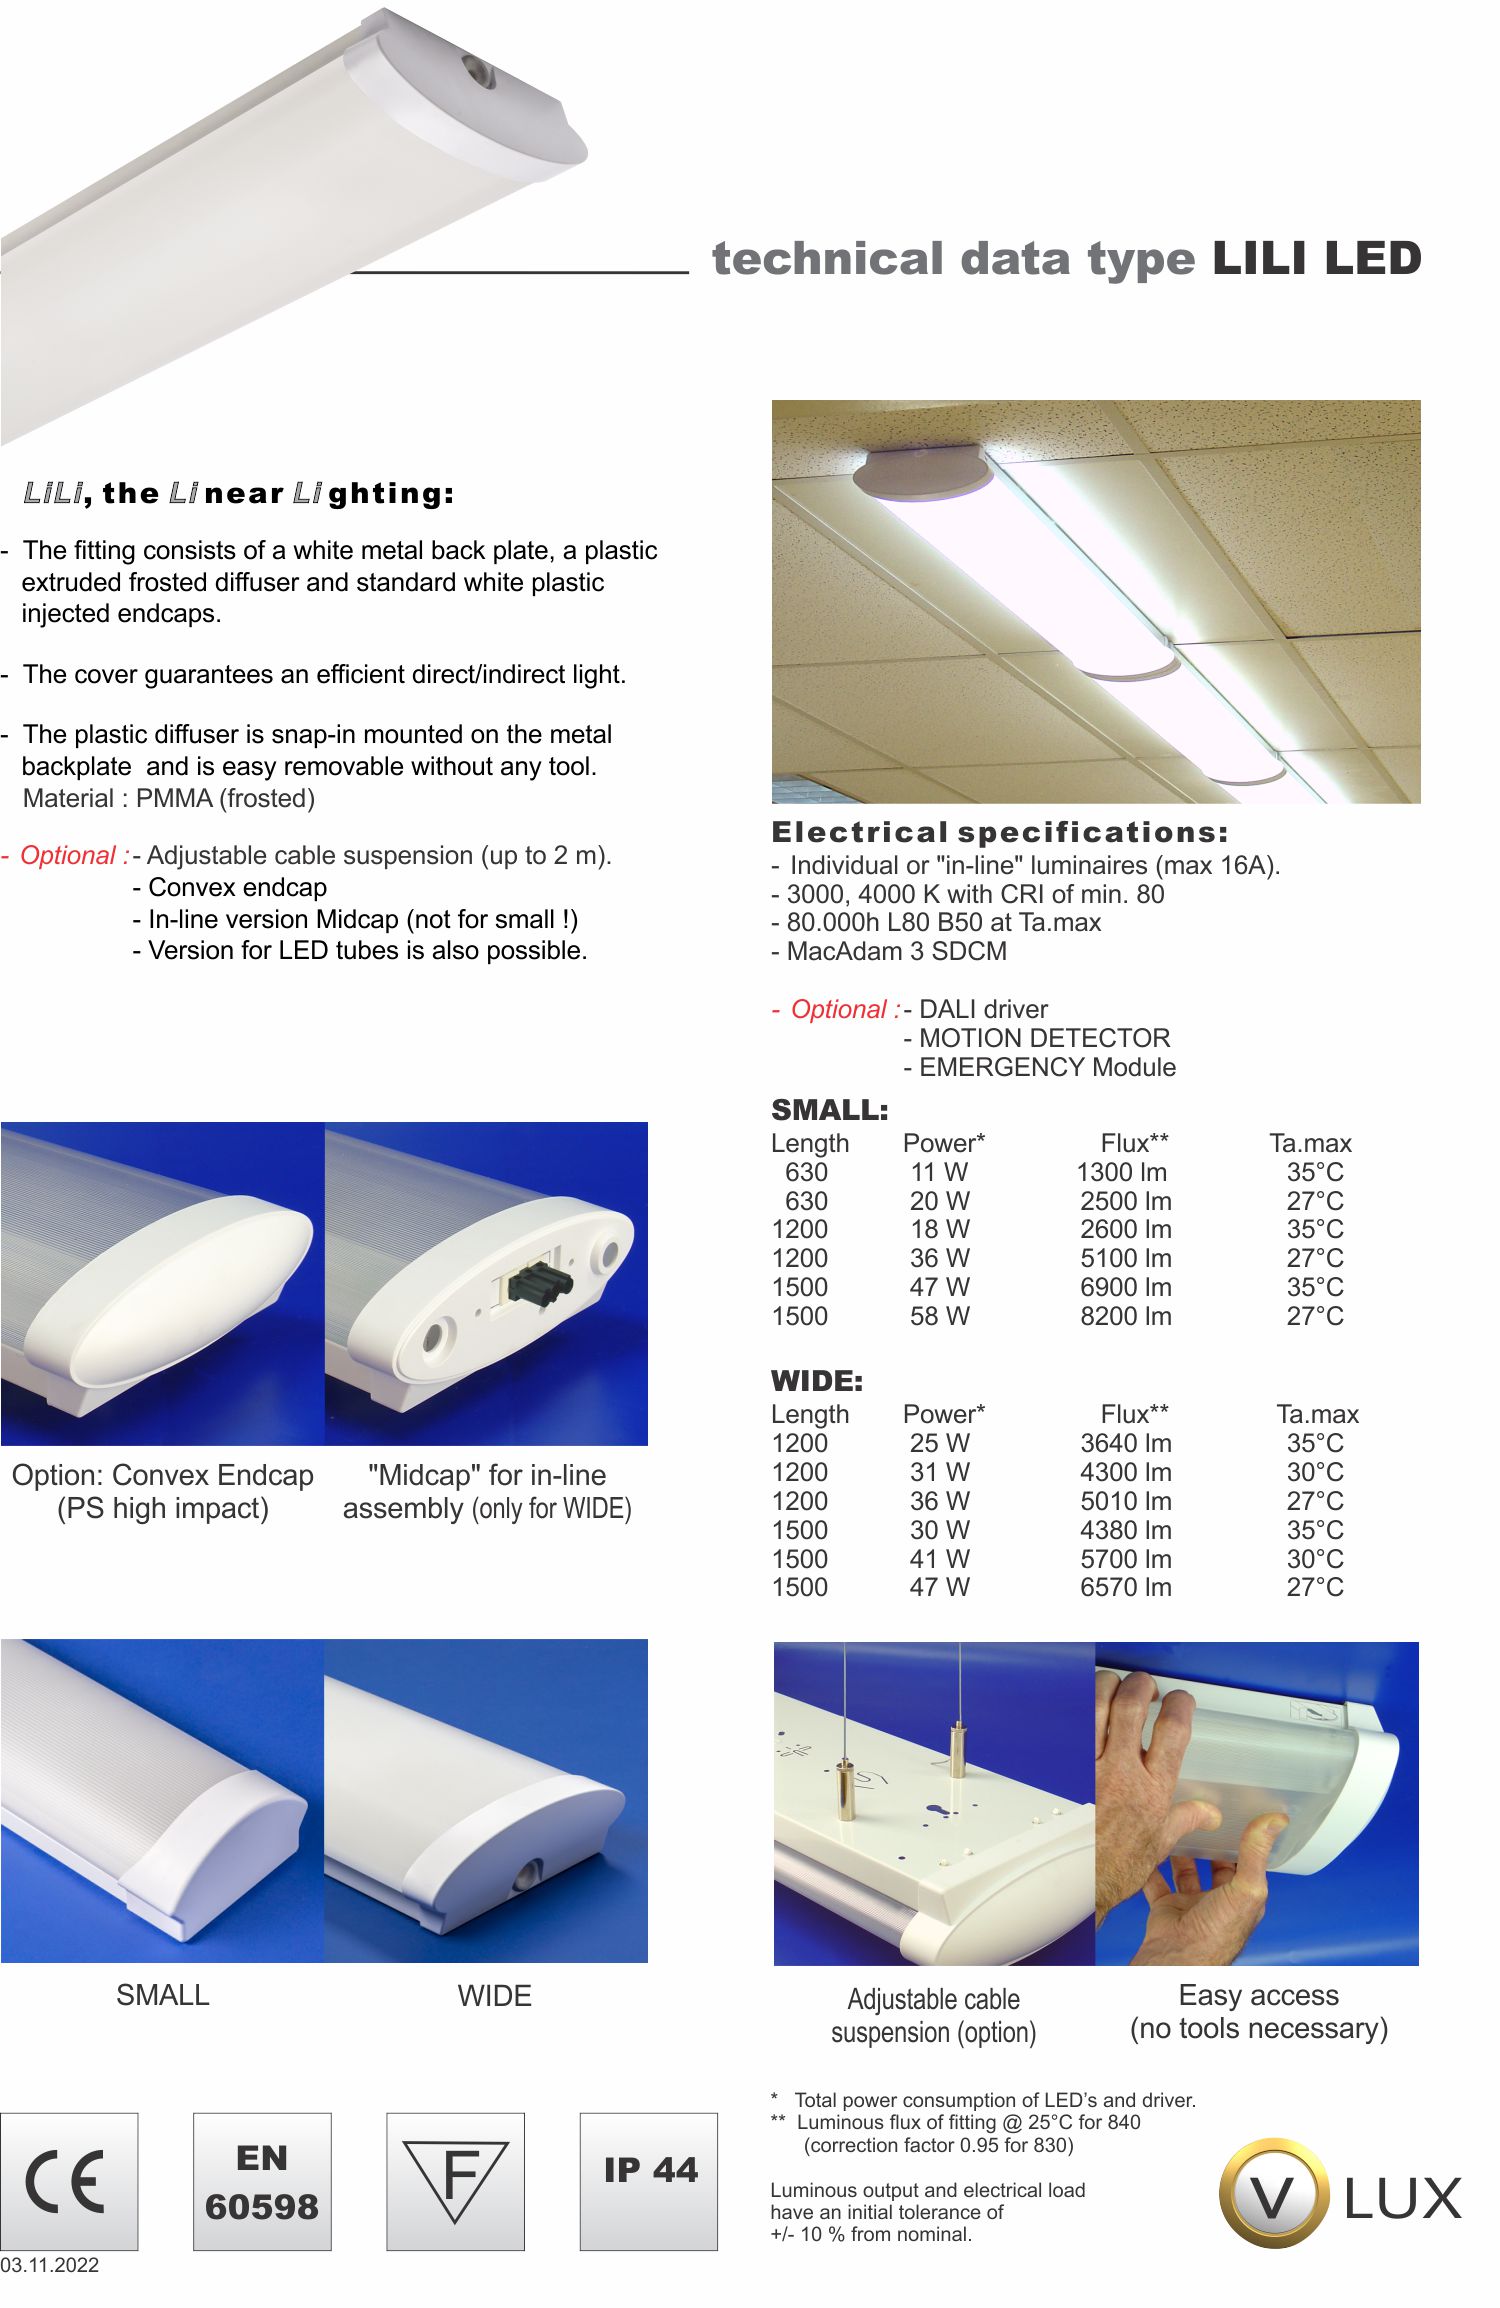 technical data type LILI LED
LiLi, the Linear Lighting:
- The fitting consists of a white metal back plate, a plastic
extruded frosted diffuser and standard white plastic
injected endcaps.
- The cover guarantees an efficient direct/indirect light.
- The plastic diffuser is snap-in mounted on the metal
backplate and is easy removable without any tool.
Material : PMMA (frosted)
- Optional : - Adjustable cable suspension (up to 2 m).
- Convex endcap
- In-line version Midcap (not for small !)
- Version for LED tubes is also possible.
Option: Convex Endcap
(PS high impact)
"Midcap" for in-line
assembly (only for WIDE)
SMALL
WIDE
Electrical specifications:
- Individual or "in-line" luminaires (max 16A).
- 3000, 4000 K with CRI of min. 80
- 80.000h L80 B50 at Ta.max
- MacAdam 3 SDCM
- Optional : - DALI driver
- MOTION DETECTOR
- EMERGENCY Module
SMALL:
Length Power* Flux** Ta.max
630 11 W 1300 lm 35°C
630 20 W 2500 lm 27°C
1200 18 W 2600 lm 35°C
1200 36 W 5100 lm 27°C
1500 47 W 6900 lm 35°C
1500 58 W 8200 lm 27°C
WIDE:
Length Power* Flux** Ta.max
1200 25 W 3640 lm 35°C
1200 31 W 4300 lm 30°C
1200 36 W 5010 lm 27°C
1500 30 W 4380 lm 35°C
1500 41 W 5700 lm 30°C
1500 47 W 6570 lm 27°C
Adjustable cable
suspension (option)
Easy access
(no tools necessary)
* Total power consumption of LED's and driver.
** Luminous flux of fitting @ 25°C for 840
(correction factor 0.95 for 830)
Luminous output and electrical load
have an initial tolerance of
+/- 10 % from nominal.
CE
EN
60598
F
IP 44
V LUX
03.11.2022